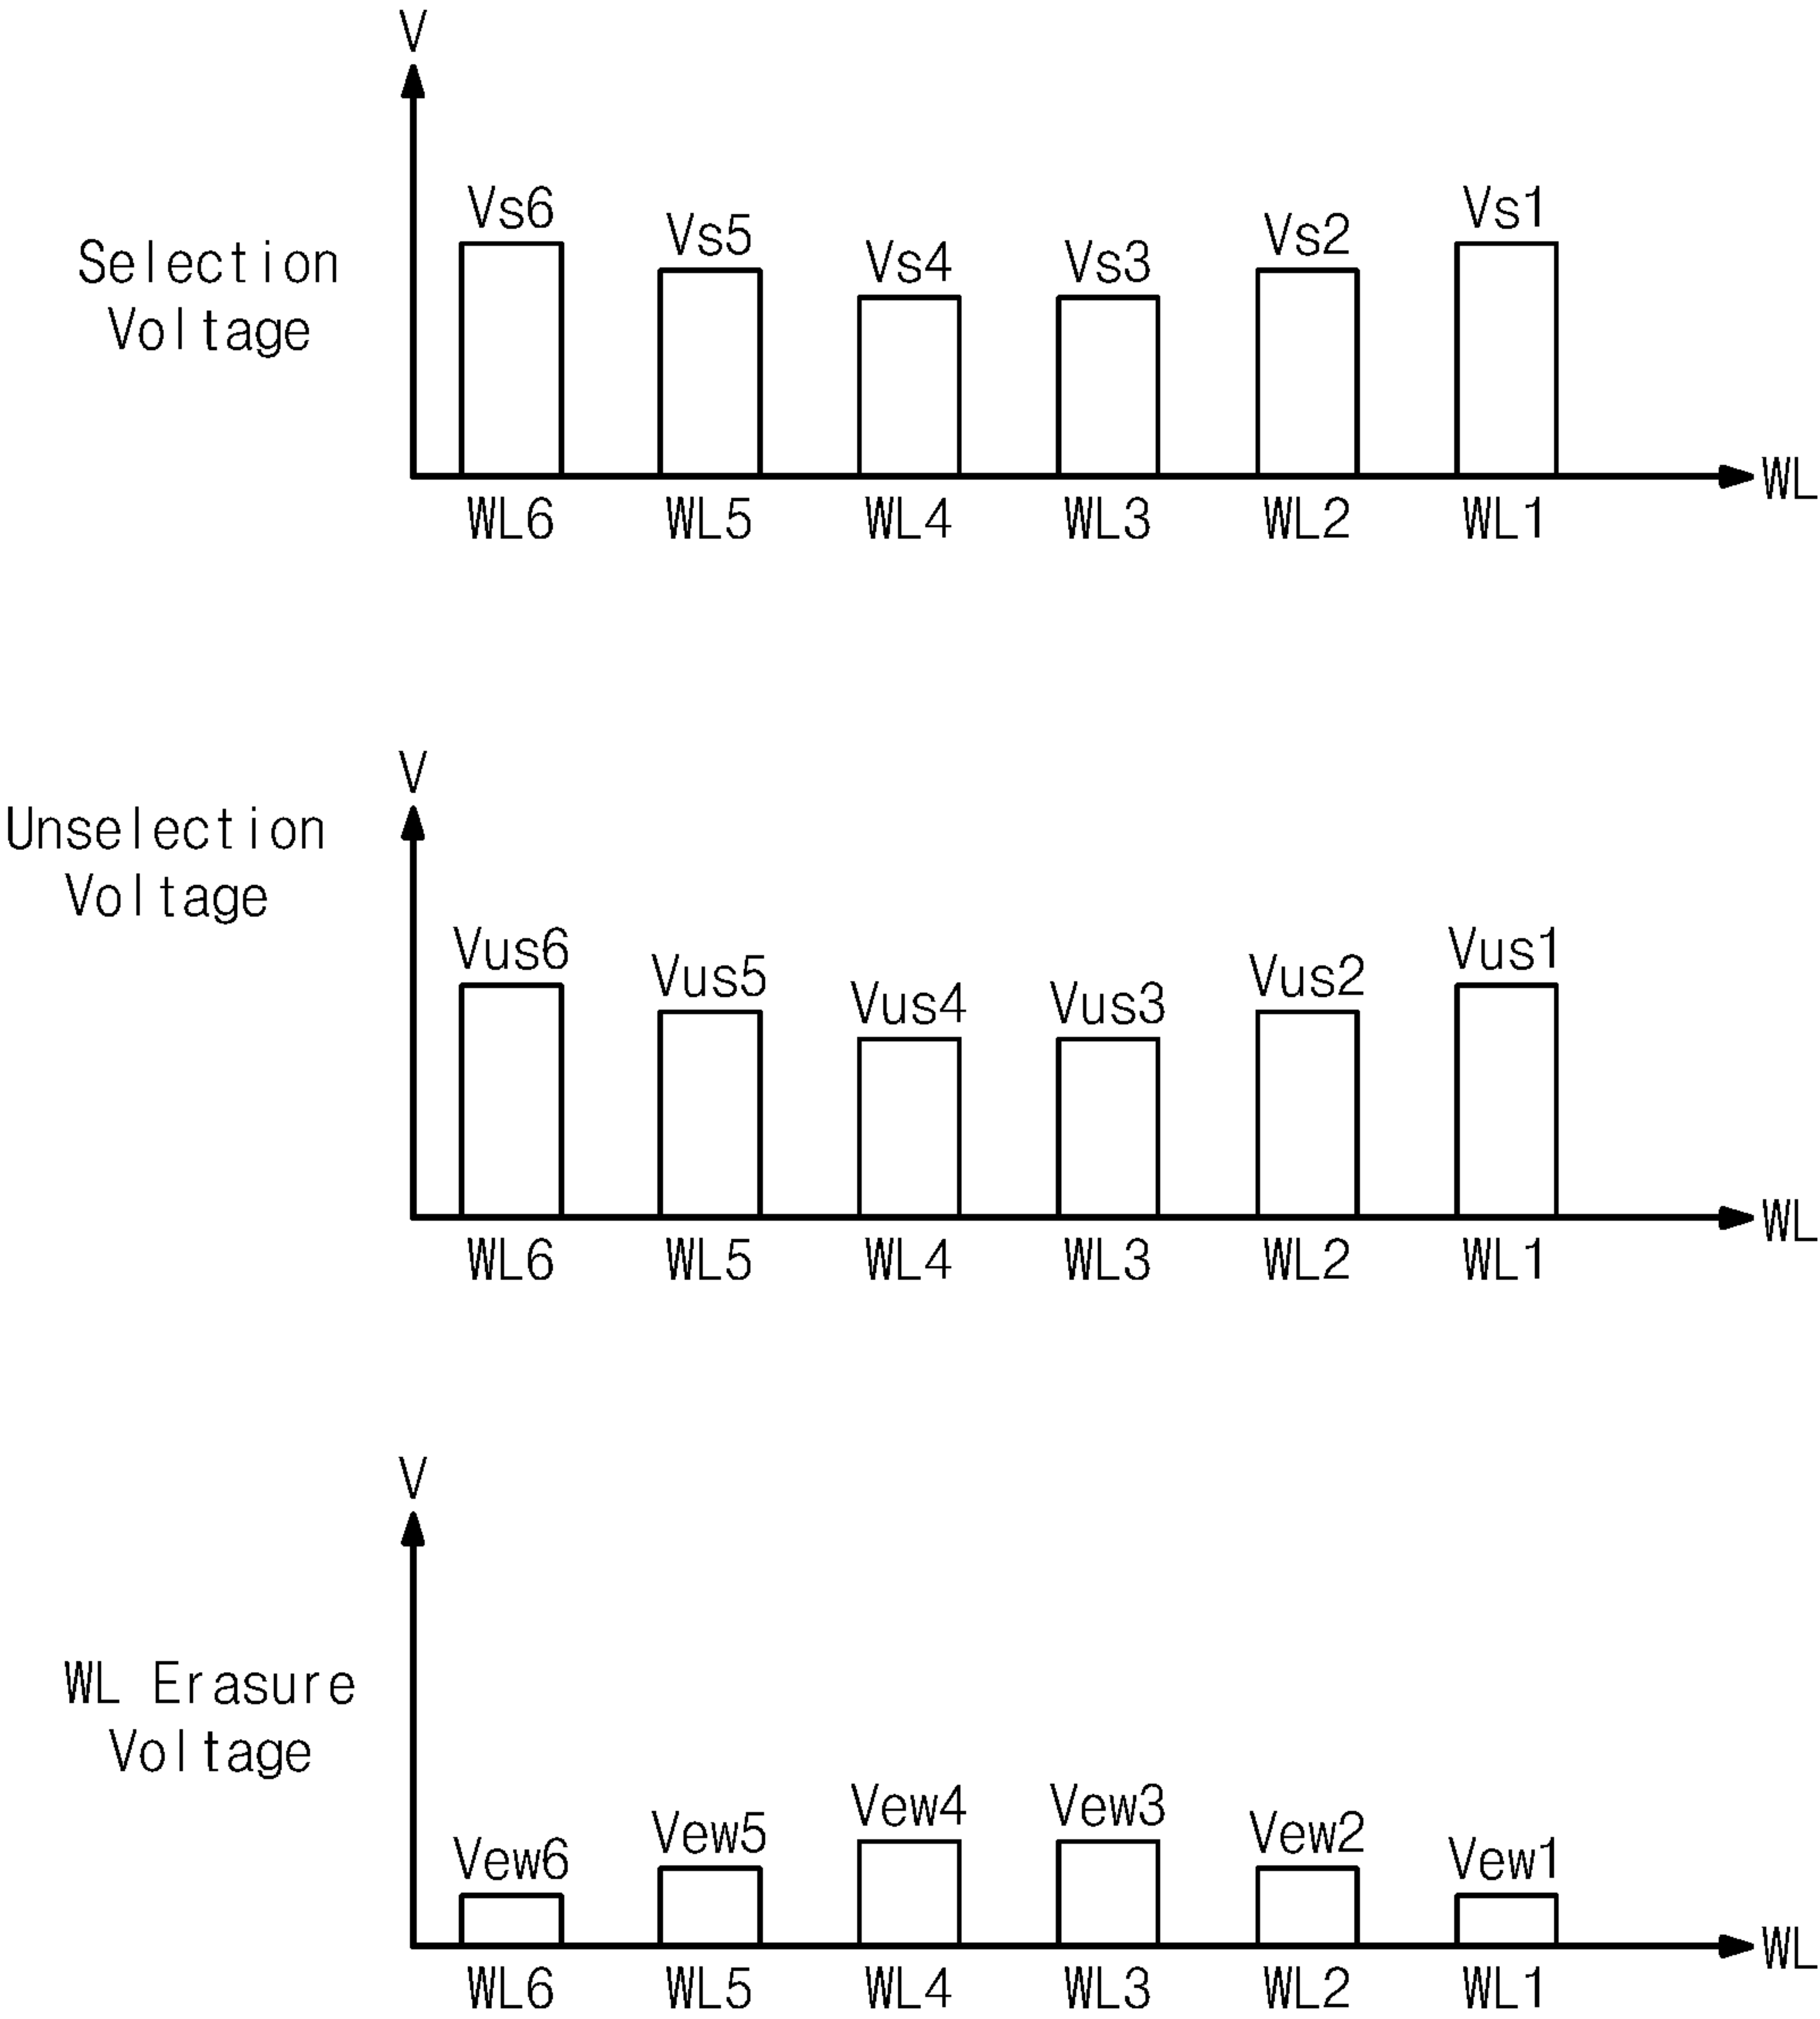 V
Vs6 Vs5 Vs4 Vs3 Vs2 Vs1
Selection
Voltage
WL
WL6 WL5 WL4 WL3 WL2 WL1
V
Unselection
Voltage
Vus6 Vus5 Vus4 Vus3 Vus2 Vus1
WL
WL6 WL5 WL4 WL3 WL2 WL1
V
WL Erasure
Voltage
Vew6 Vew5 Vew4 Vew3 Vew2 Vew1
WL
WL6 WL5 WL4 WL3 WL2 WL1